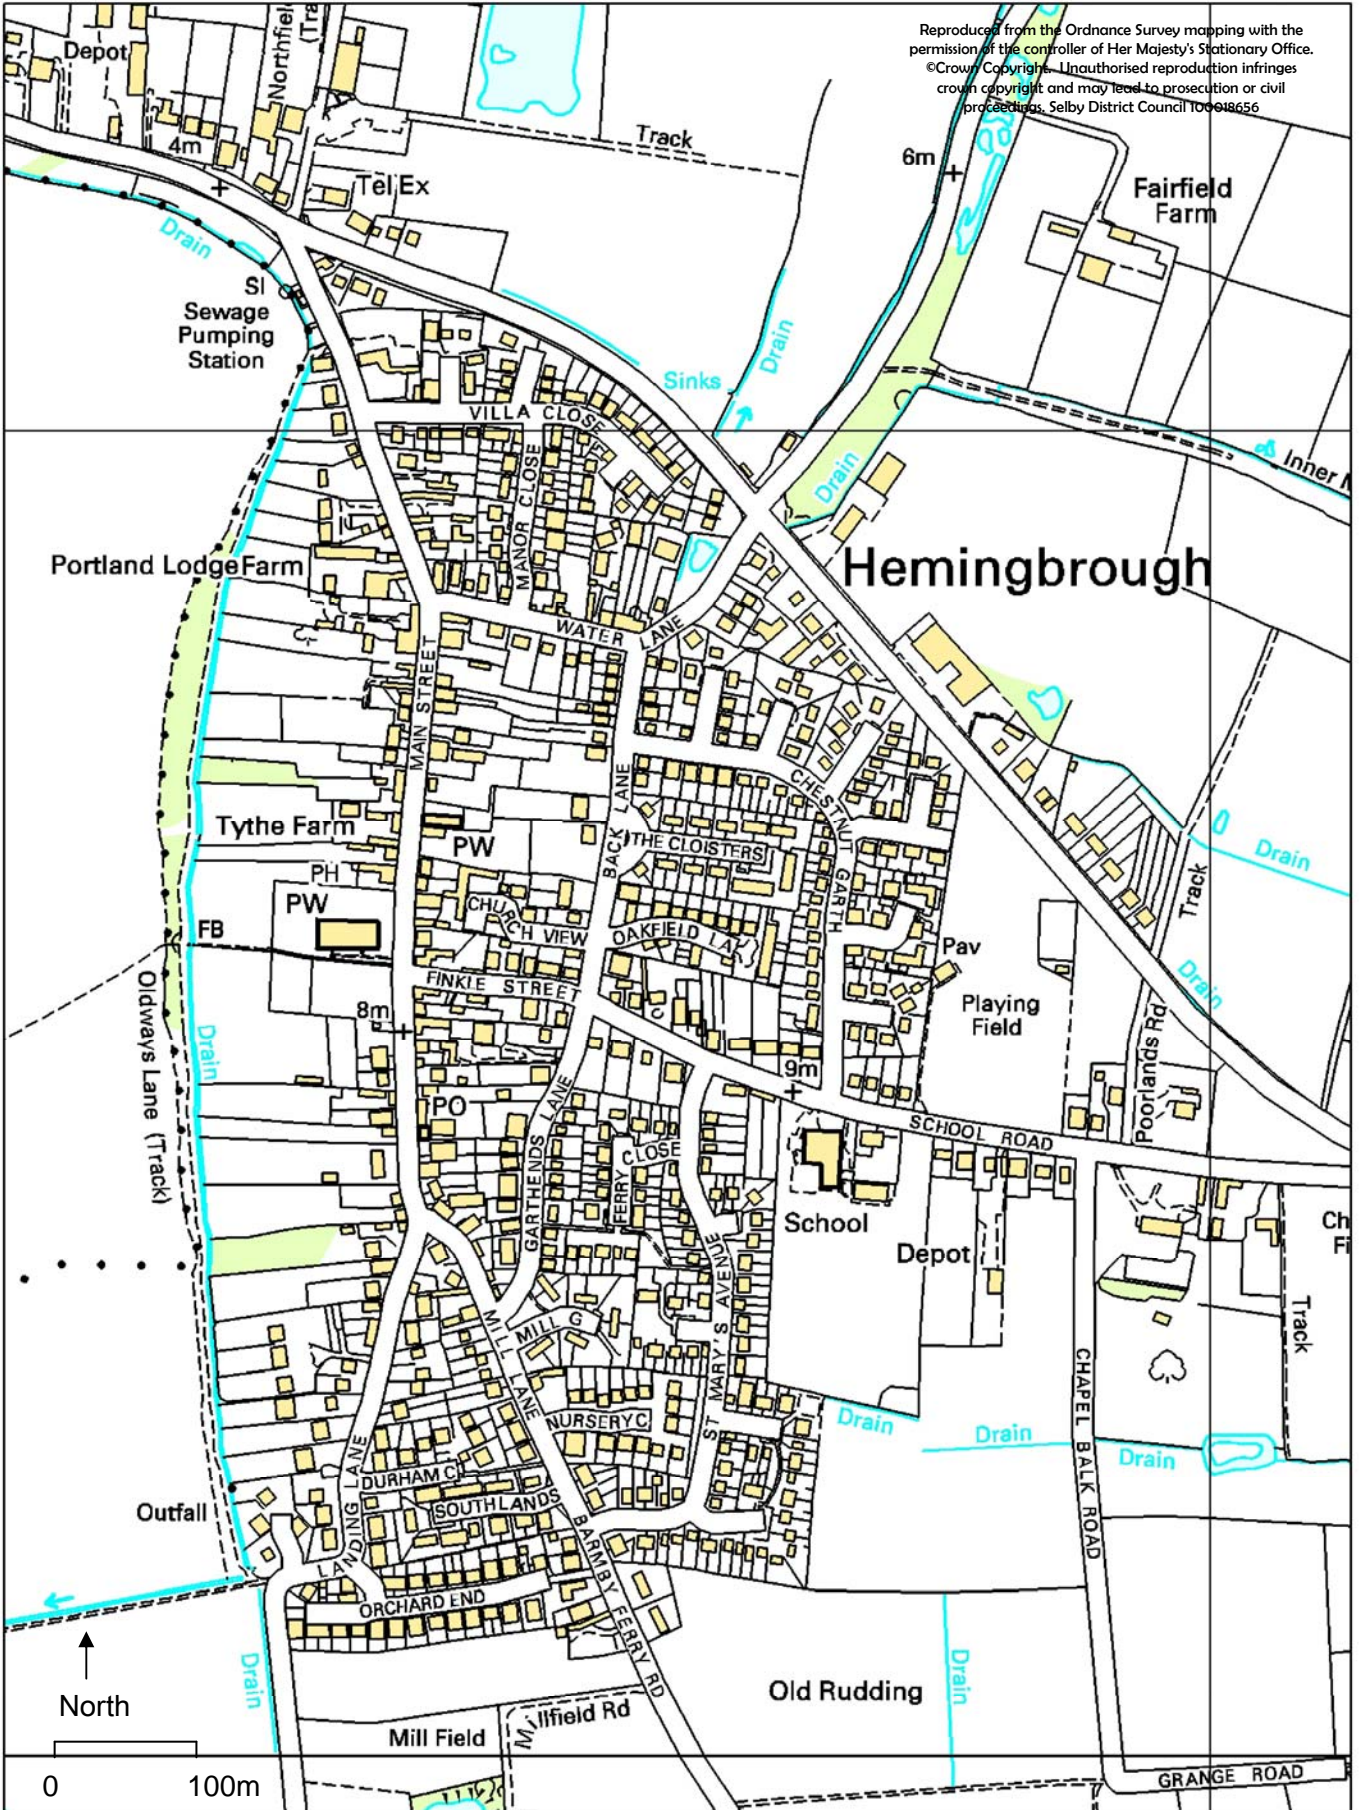 Reproduced from the Ordnance Survey mapping with the
permission of the controller of Her Majesty's Stationary Office.
©Crown Copyright. Unauthorised reproduction infringes
crown copyright and may lead to prosecution or civil
proceedings. Selby District Council 100018656
Depot
Northfield
(Tra
4m
Track
Tel Ex
6m
Fairfield
Farm
Drain
SI
Sewage
Pumping
Station
Drain
Sinks
VILLA CLOSE
MANOR CLOSE
Drain
Inner M
Portland Lodge Farm
Hemingbrough
WATER LANE
MAIN STREET
BACK LANE
CHESTNUT GARTH
Tythe Farm
PW
THE CLOISTERS
Drain
Track
PH
PW
CHURCH VIEW
OAKFIELD LA
FB
Pav
FINKLE STREET
Drain
Oldways Lane (Track)
Drain
8m
Playing
Field
Poorlands Rd
9m
PO
SCHOOL ROAD
GARTHENDS LANE
FERRY CLOSE
School
Depot
Ch
Fi
ST MARY'S AVENUE
Track
MILL LANE
MILL G
CHAPEL BALK ROAD
NURSERY C
Drain
Drain
Drain
LANDING LANE
DURHAM C
SOUTHLANDS
Outfall
BARMBY FERRY RD
ORCHARD END
North
Drain
Drain
Old Rudding
Mill Field
Millfield Rd
0 100m
GRANGE ROAD